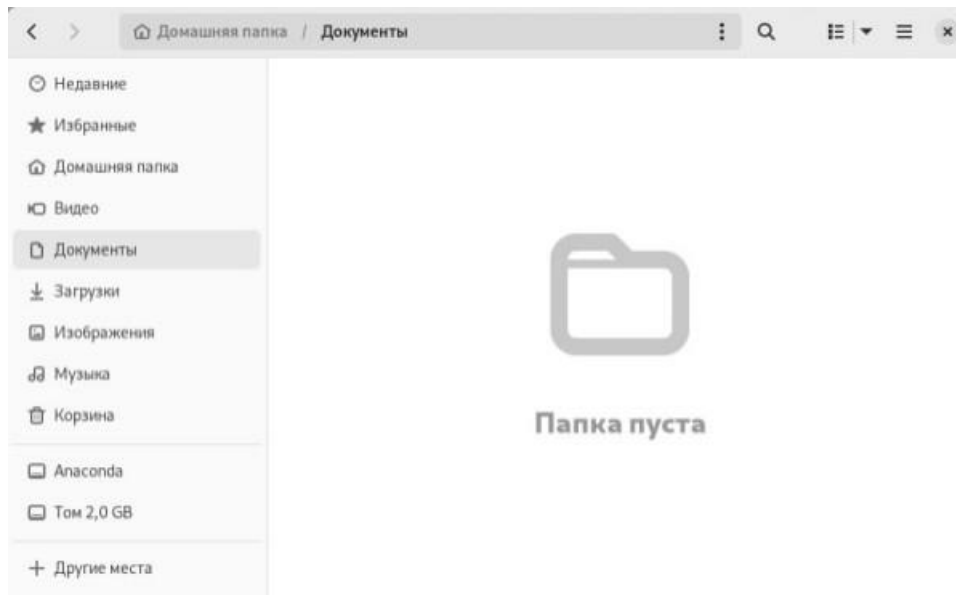 Домашняя папка / Документы
Недавние
Избранные
Домашняя папка
Видео
Документы
Загрузки
Изображения
Музыка
Корзина
Anaconda
Том 2,0 GB
Другие места
Папка пуста